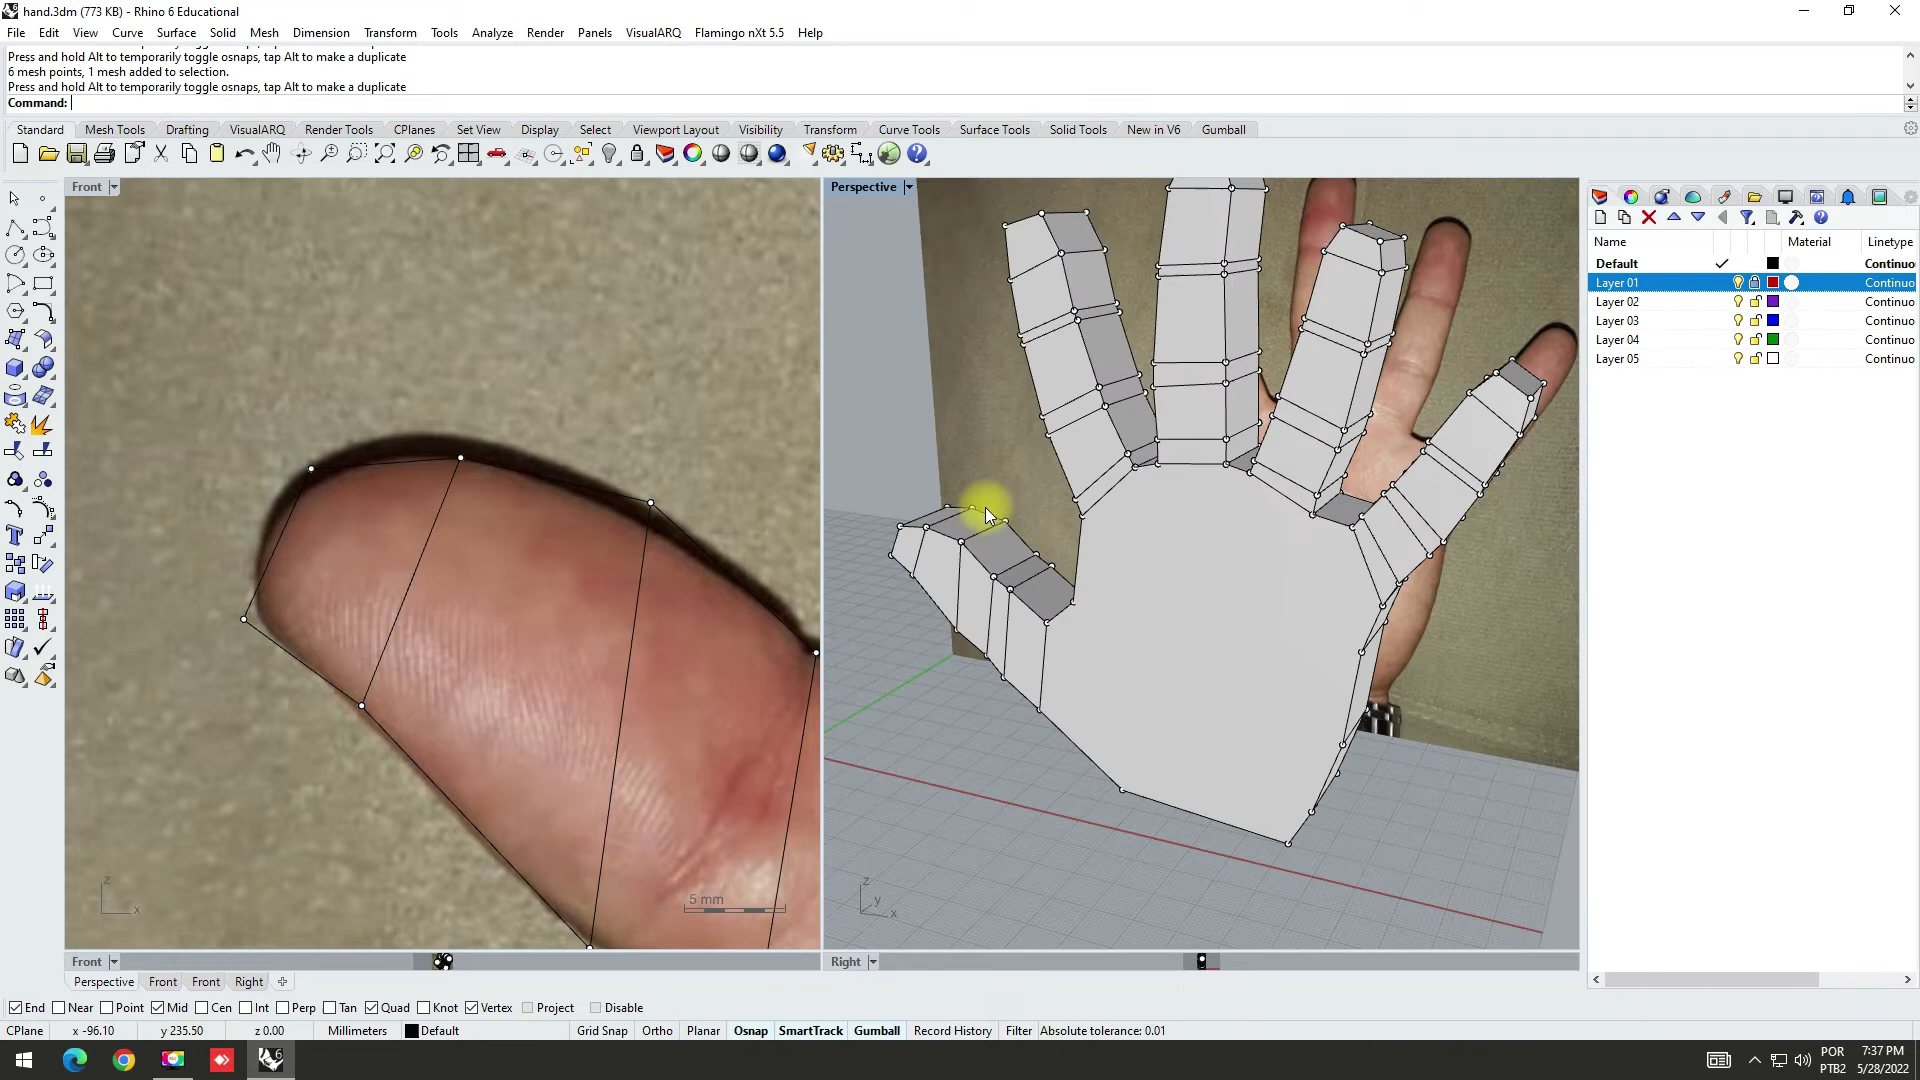 hand.3dm (773 KB) - Rhino 6 Educational
File Edit View Curve Surface Solid Mesh Dimension Transform Tools Analyze Render Panels VisualARQ Flamingo nXt 5.5 Help
Press and hold Alt to temporarily toggle osnaps, tap Alt to make a duplicate
6 mesh points, 1 mesh added to selection.
Press and hold Alt to temporarily toggle osnaps, tap Alt to make a duplicate
Command:
Standard Mesh Tools Drafting VisualARQ Render Tools CPlanes Set View Display Select Viewport Layout Visibility Transform Curve Tools Surface Tools Solid Tools New in V6 Gumball
Front
Perspective
Name Material Linetype
Default Continuo
Layer 01 Continuo
Layer 02 Continuo
Layer 03 Continuo
Layer 04 Continuo
Layer 05 Continuo
5 mm
z
x
z
y
x
Front
Right
Perspective Front Front Right
End Near Point Mid Cen Int Perp Tan Quad Knot Vertex Project Disable
CPlane x -96.10 y 235.50 z 0.00 Millimeters Default Grid Snap Ortho Planar Osnap SmartTrack Gumball Record History Filter Absolute tolerance: 0.01
POR
PTB2
7:37 PM
5/28/2022